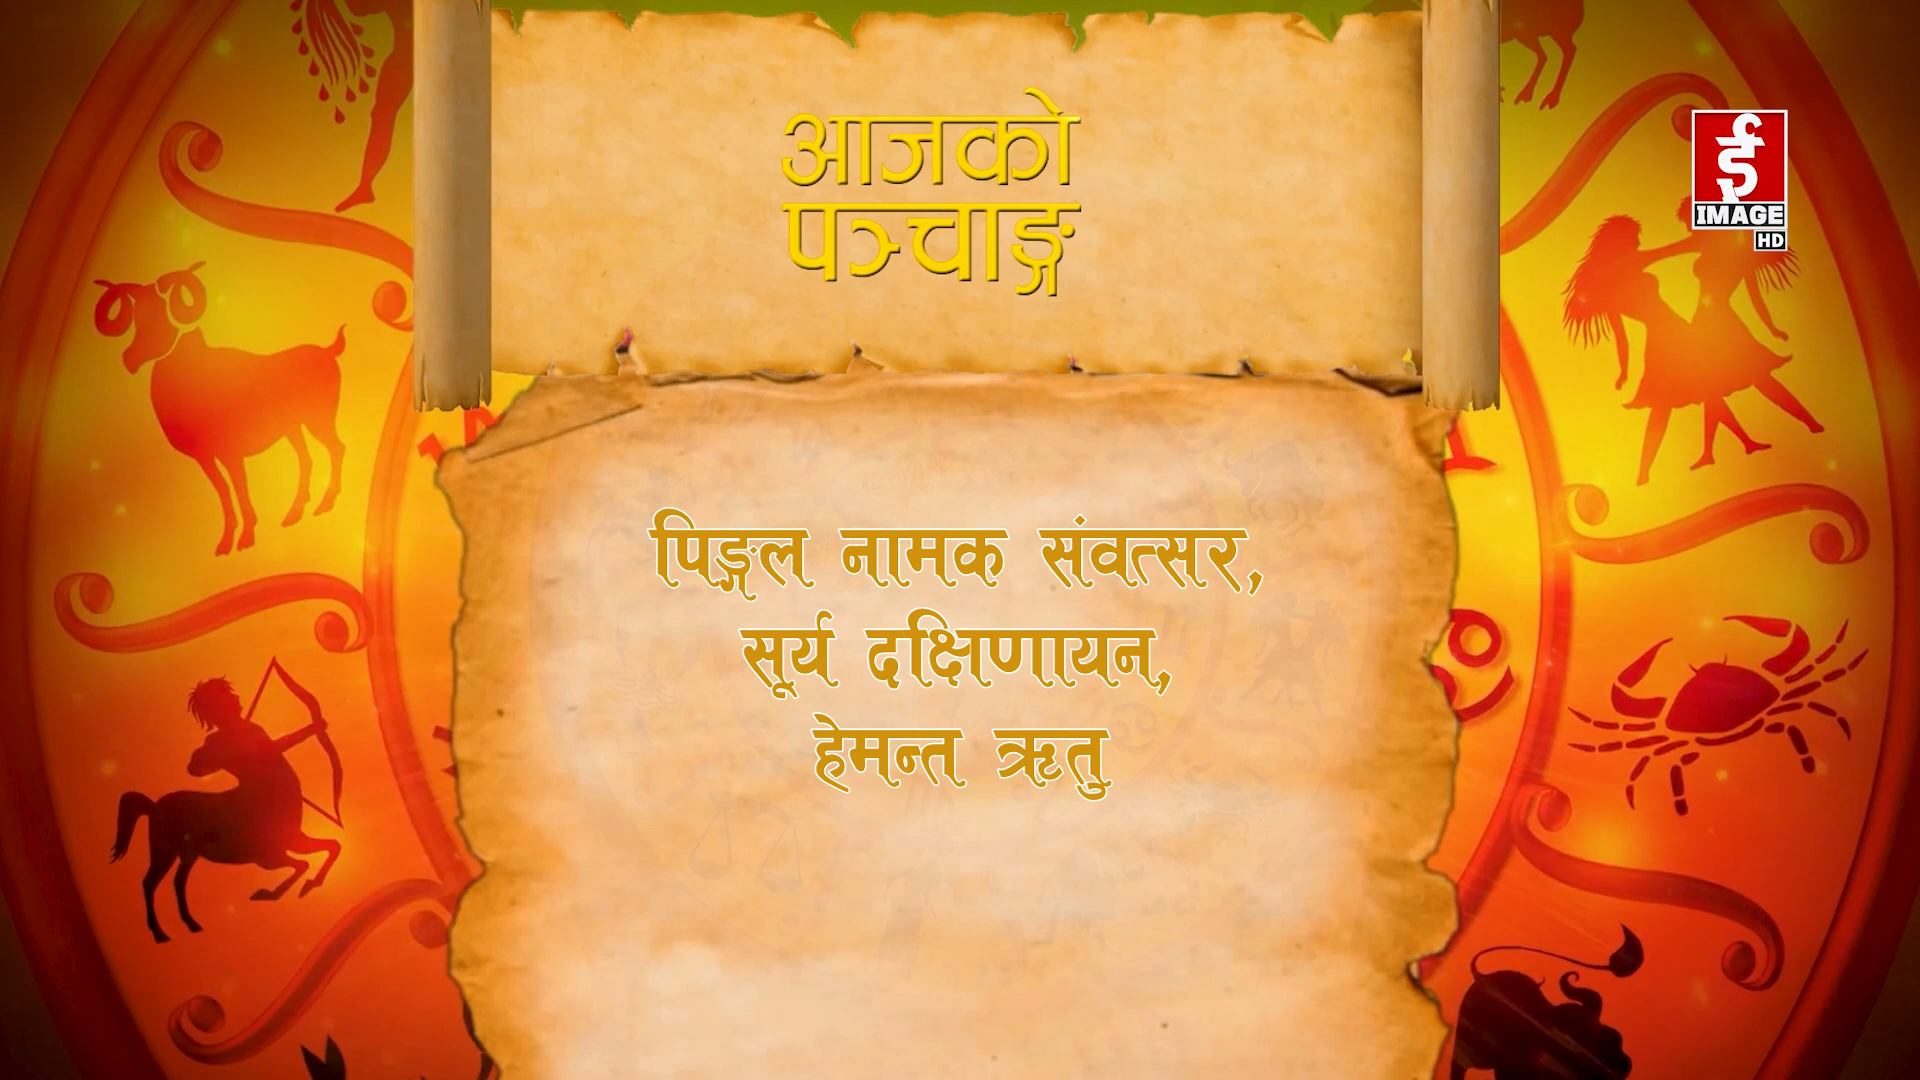 आजको
पञ्चाङ्ग
ई
IMAGE
HD
पिङ्गल नामक संवत्सर,
सूर्य दक्षिणायन,
हेमन्त ऋतु